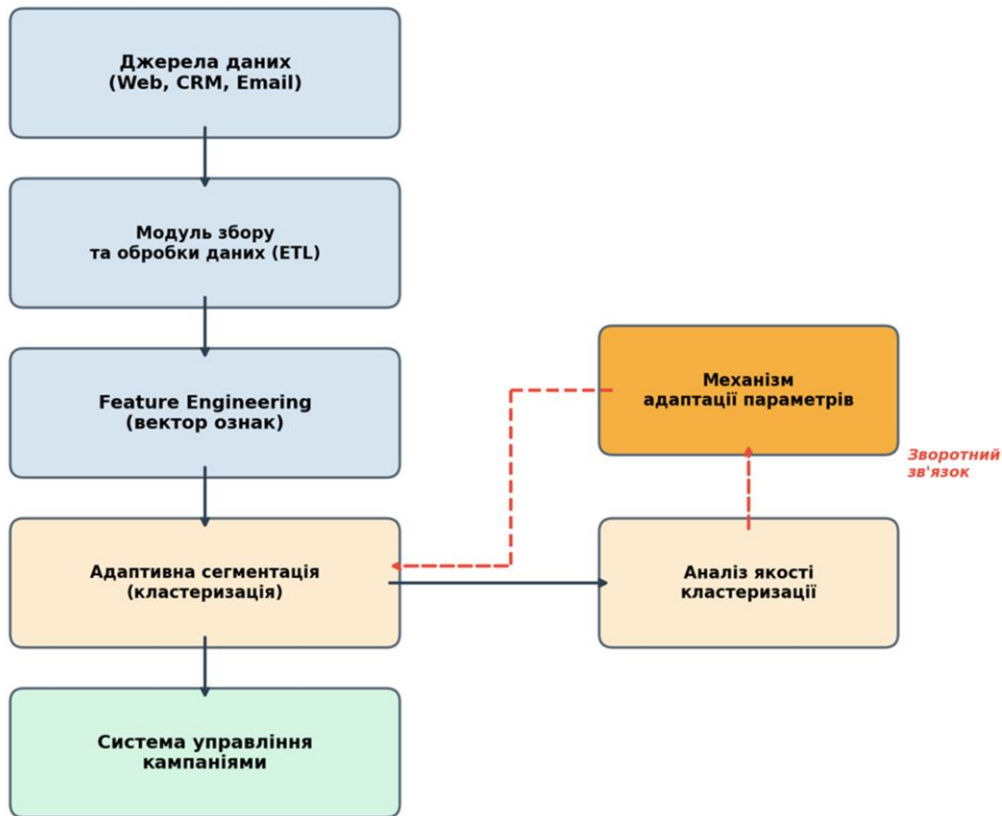 Джерела даних
(Web, CRM, Email)
Модуль збору
та обробки даних (ETL)
Feature Engineering
(вектор ознак)
Механізм
адаптації параметрів
Зворотний
зв'язок
Адаптивна сегментація
(кластеризація)
Аналіз якості
кластеризації
Система управління
кампаніями